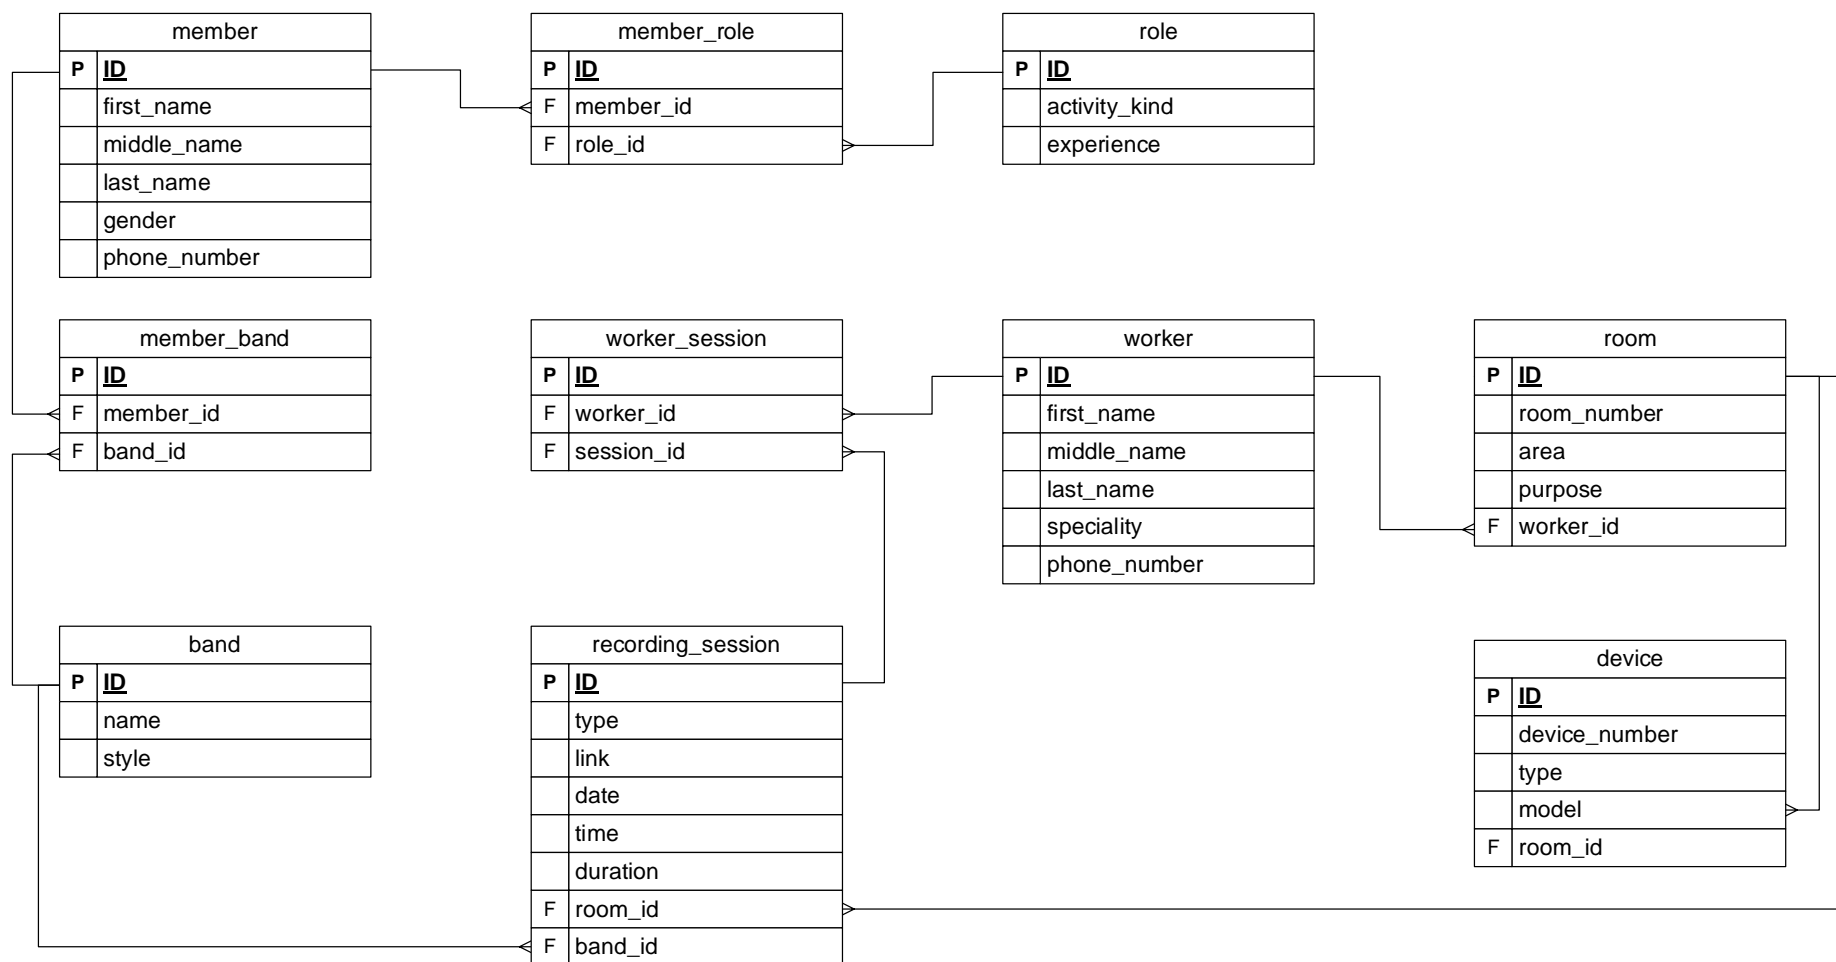 member
P ID
first_name
middle_name
last_name
gender
phone_number
member_role
P ID
F member_id
F role_id
role
P ID
activity_kind
experience
member_band
P ID
F member_id
F band_id
worker_session
P ID
F worker_id
F session_id
worker
P ID
first_name
middle_name
last_name
speciality
phone_number
room
P ID
room_number
area
purpose
F worker_id
band
P ID
name
style
recording_session
P ID
type
link
date
time
duration
F room_id
F band_id
device
P ID
device_number
type
model
F room_id